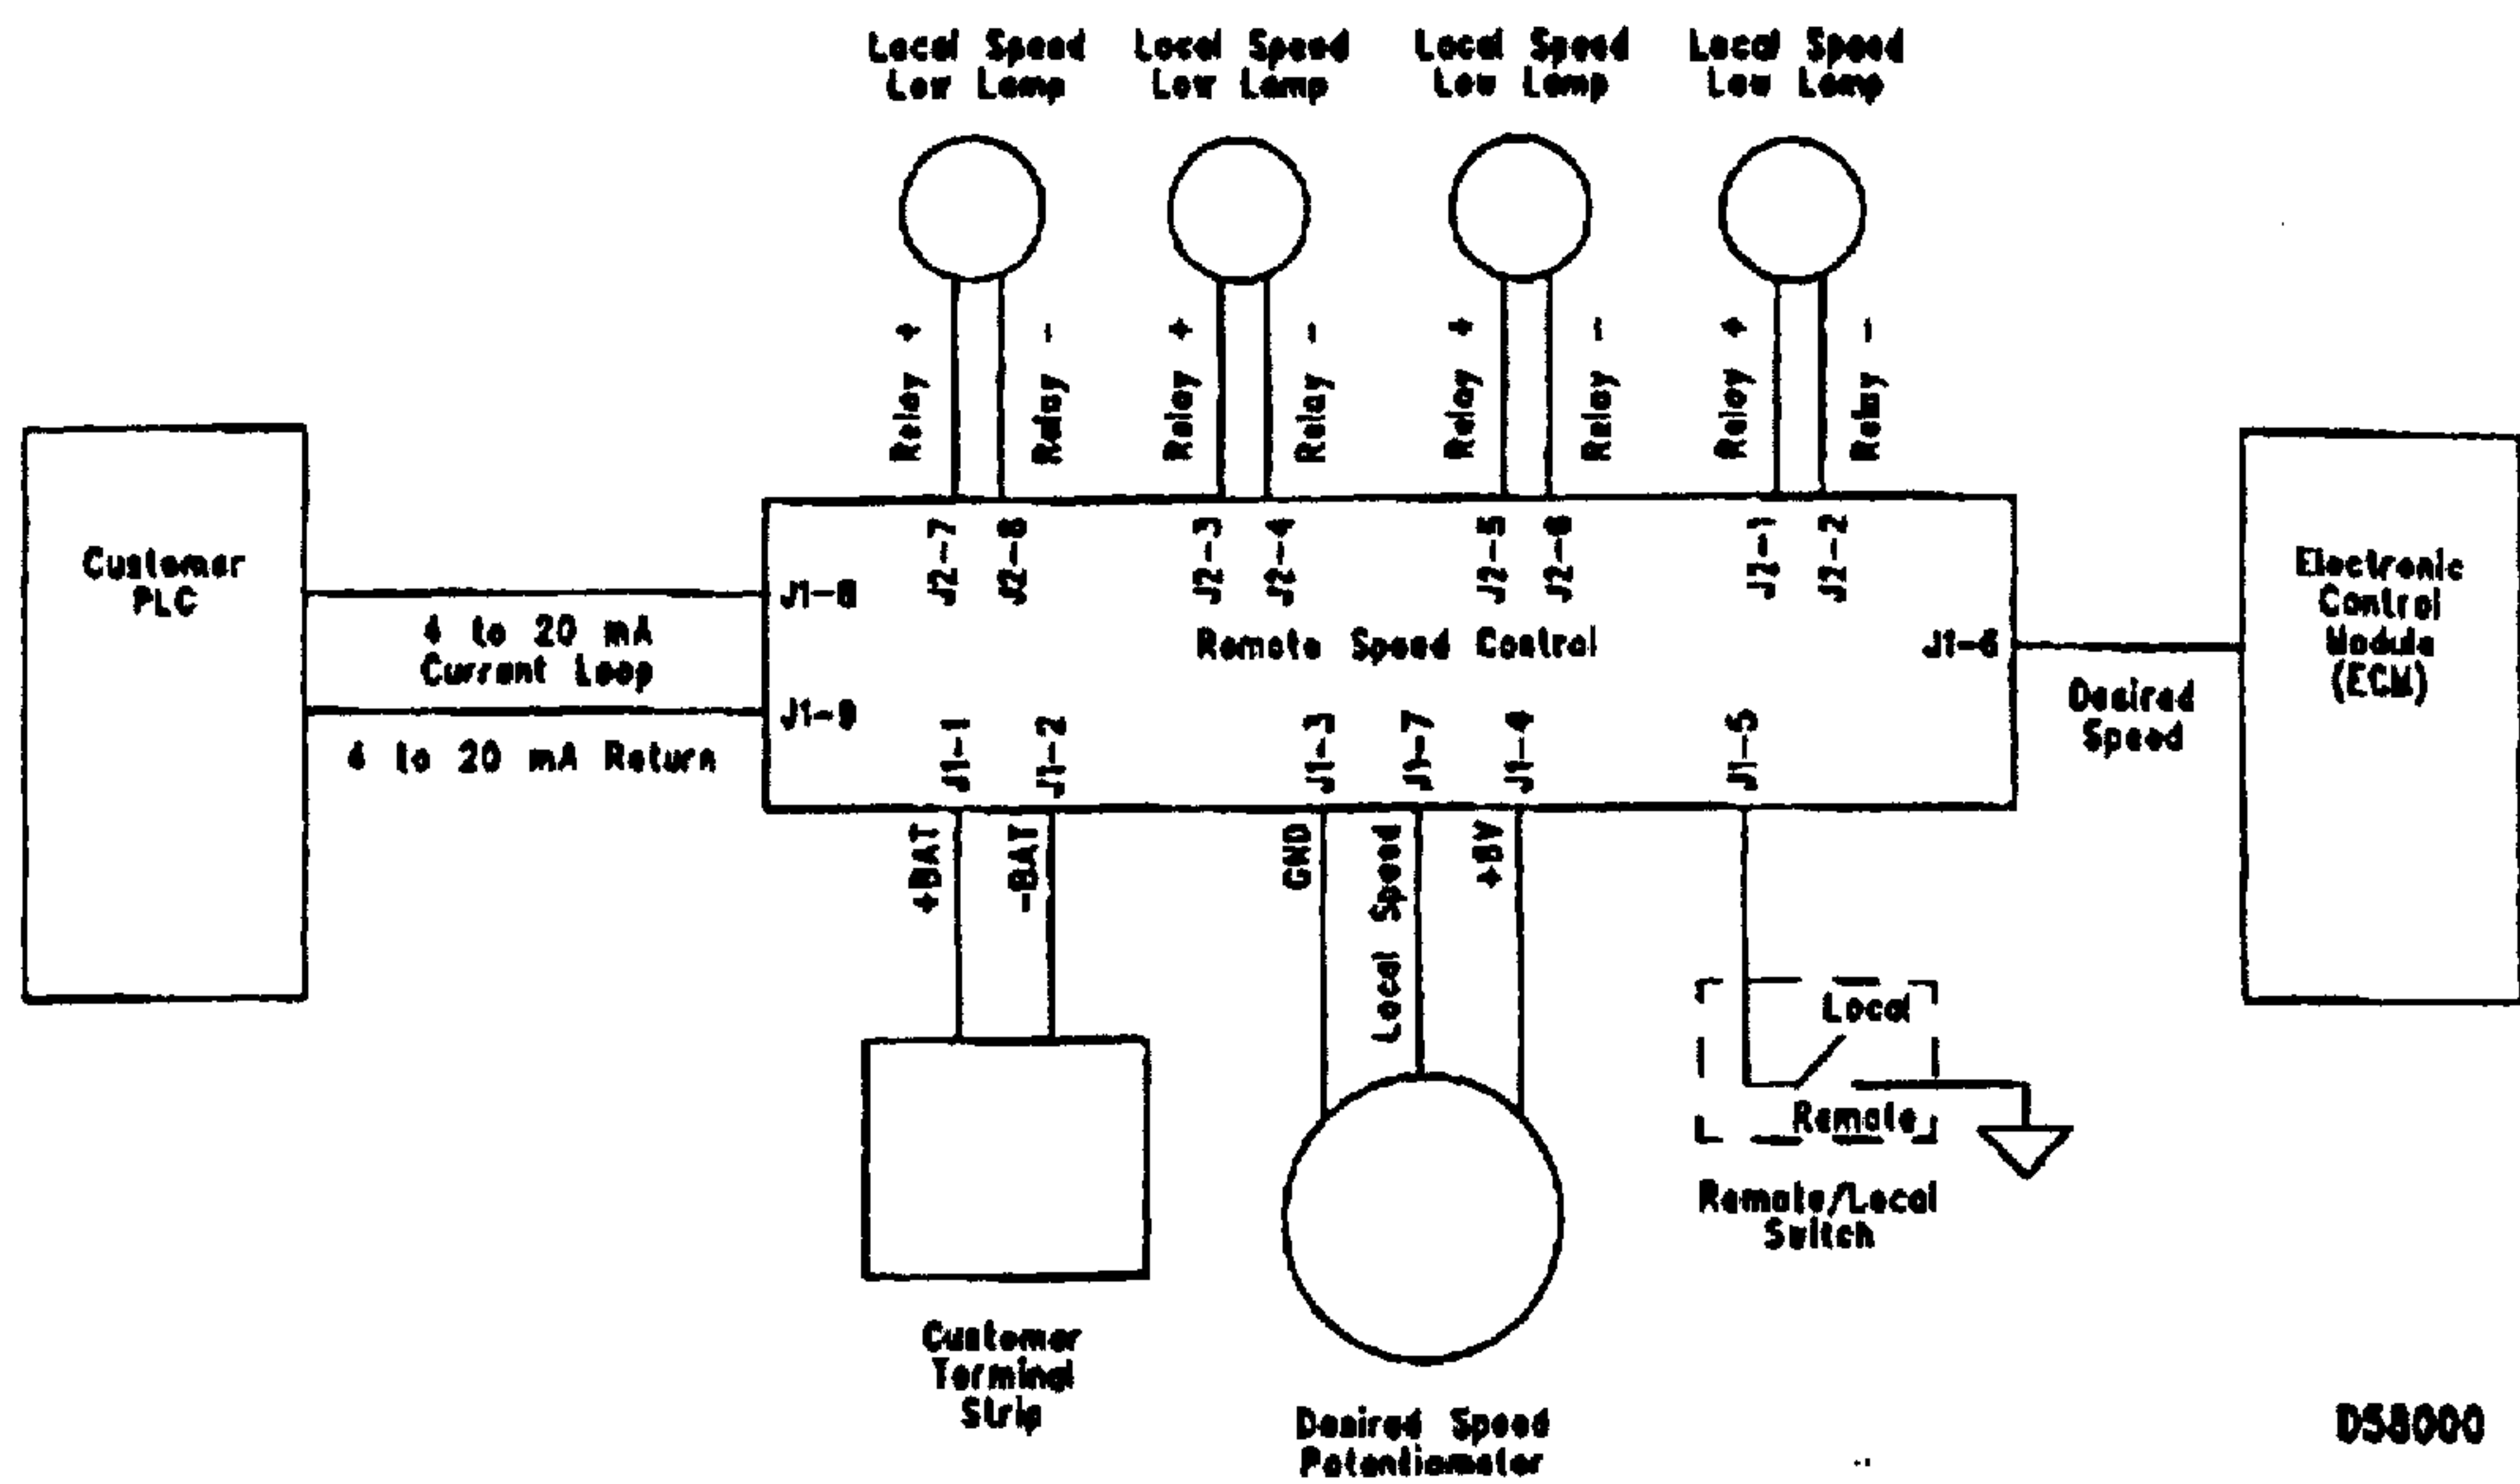 Local Speed
Low Lamp
Local Speed
Low Lamp
Local Speed
Low Lamp
Local Speed
Low Lamp
Relay +
Relay -
Relay +
Relay -
Relay +
Relay -
Relay +
Relay -
Customer
PLC
4 to 20 mA
Current Loop
4 to 20 mA Return
J1-8
J1-9
J2-7
J2-8
J2-3
J2-4
J2-5
J2-6
J2-1
J2-2
Remote Speed Control
J1-6
J1-1
J1-2
J1-3
J1-7
J1-4
J1-5
Desired
Speed
Electronic
Control
Module
(ECM)
+BAT
-BAT
GND
Local Speed
+8V
Local
Remote
Remote/Local
Switch
Customer
Terminal
Strip
Desired Speed
Potentiometer
D58000